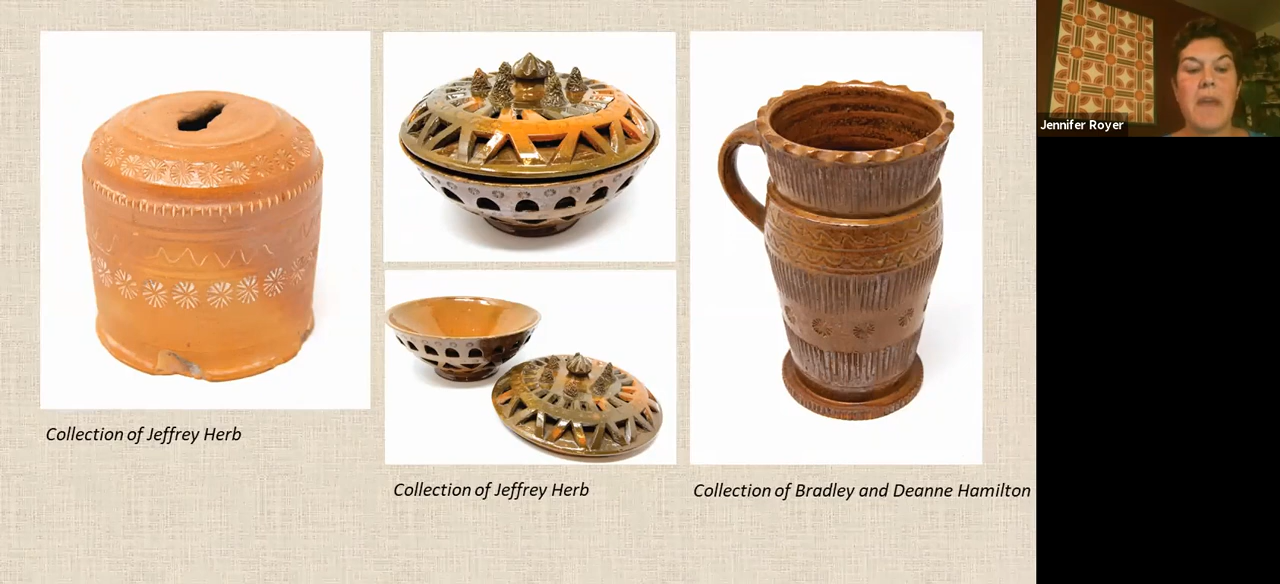 Jennifer Royer
Collection of Jeffrey Herb
Collection of Jeffrey Herb
Collection of Bradley and Deanne Hamilton